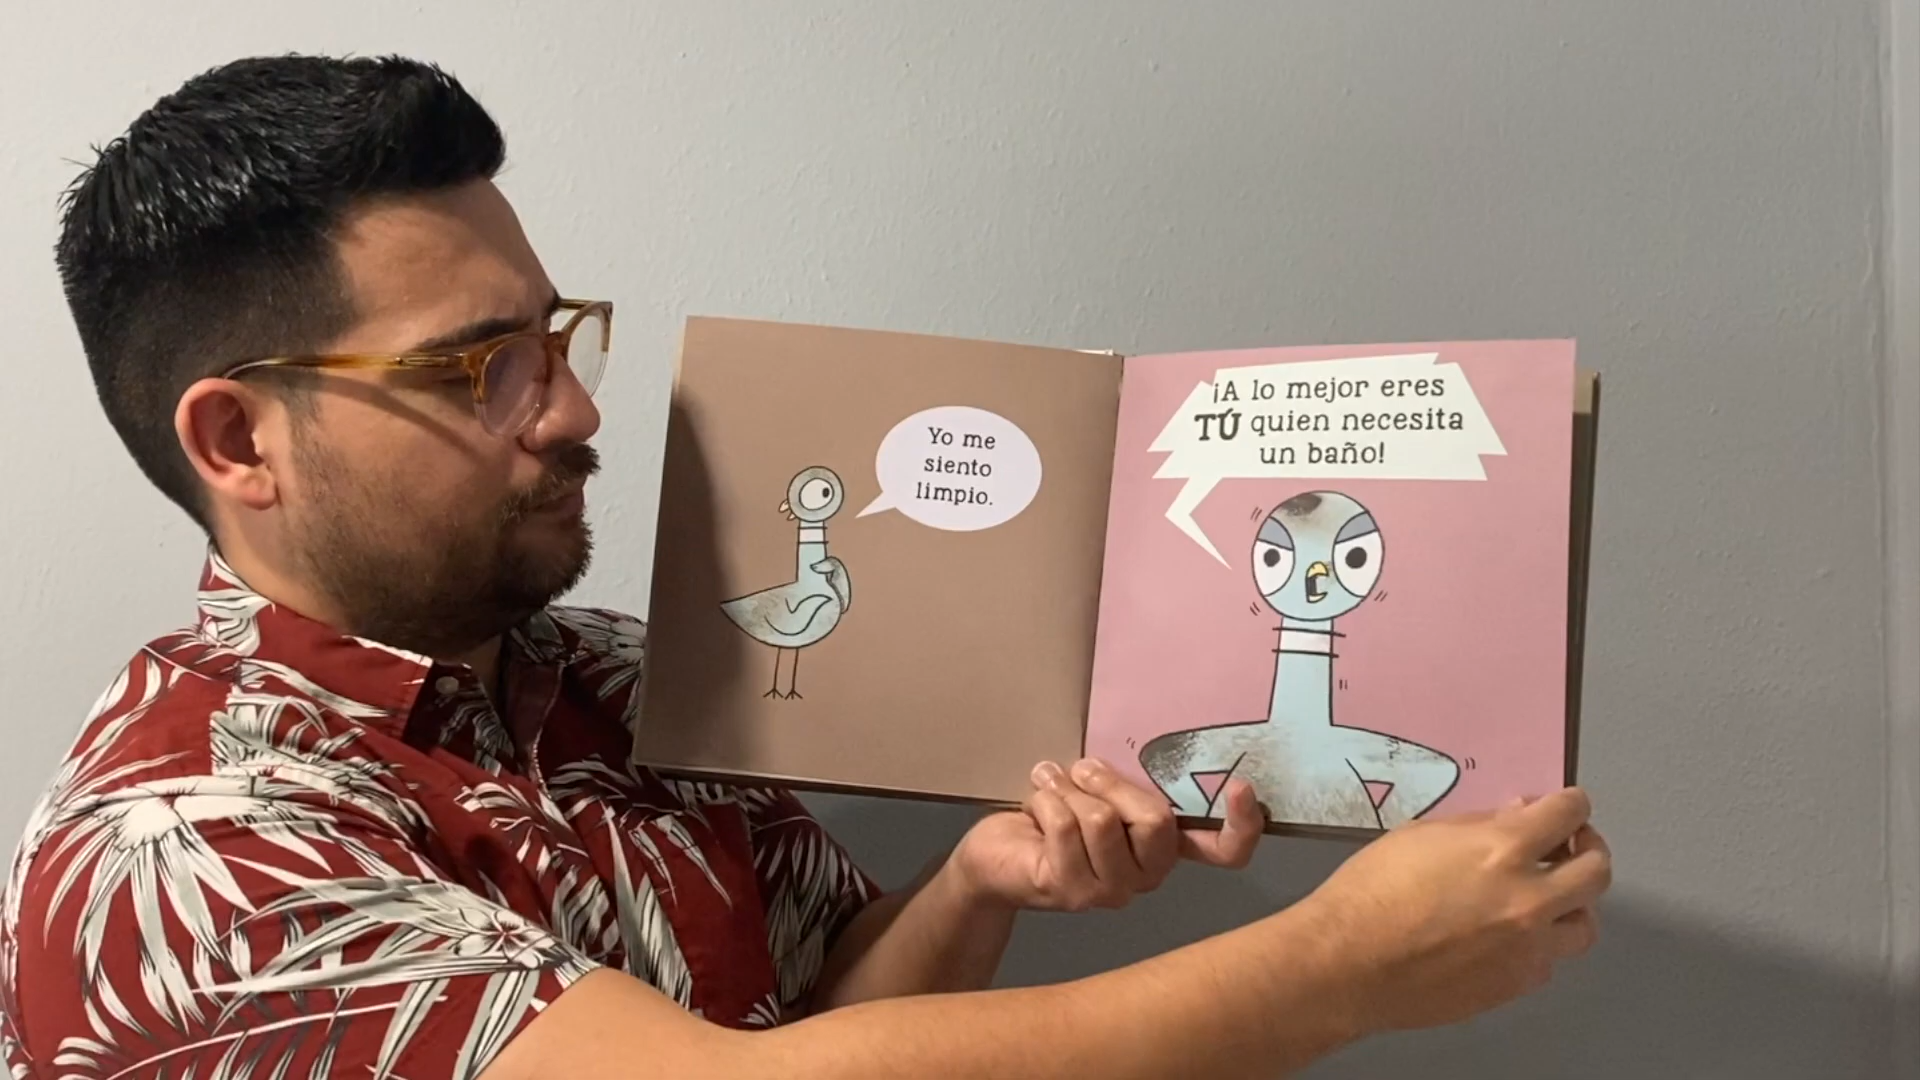 Yo me
siento
limpio.
¡A lo mejor eres
TÚ quien necesita
un baño!